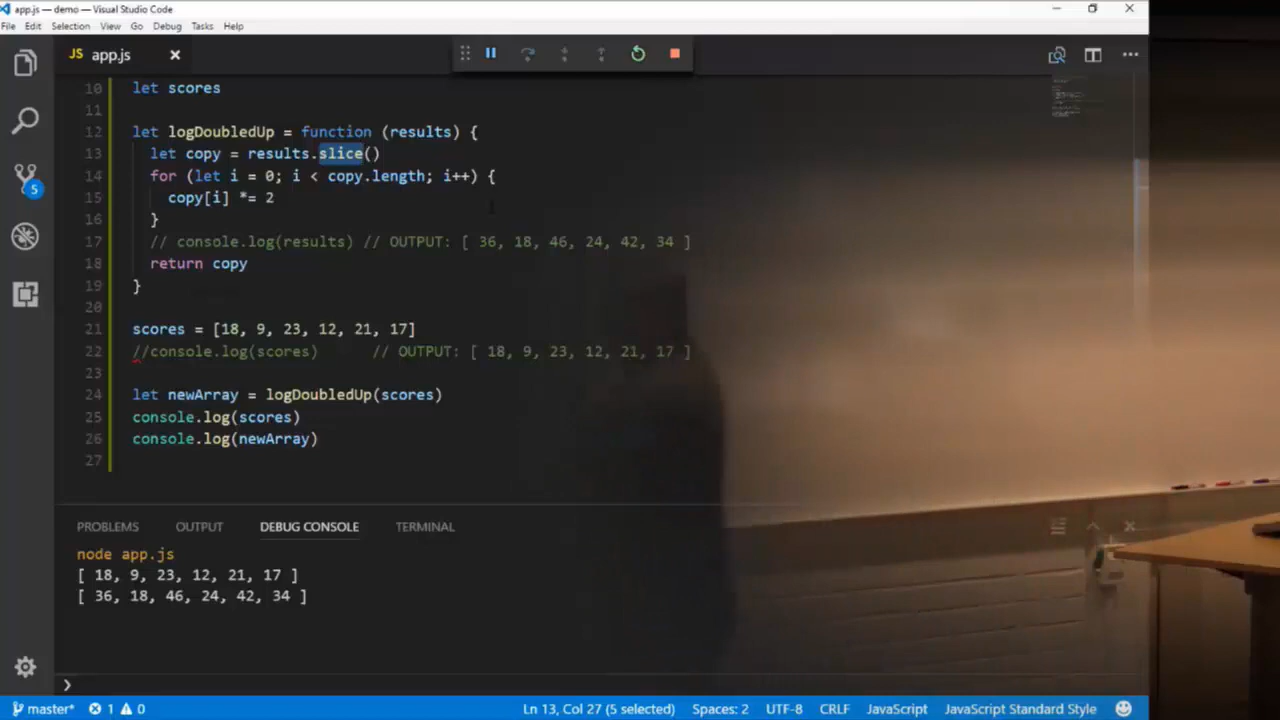 app.js - demo - Visual Studio Code
File Edit Selection View Go Debug Tasks Help
JS app.js
10 let scores
11
12 let logDoubledUp = function (results) {
13 let copy = results.slice()
14 for (let i = 0; i < copy.length; i++) {
15 copy[i] *= 2
16 }
17 // console.log(results) // OUTPUT: [ 36, 18, 46, 24, 42, 34 ]
18 return copy
19 }
20
21 scores = [18, 9, 23, 12, 21, 17]
22 //console.log(scores) // OUTPUT: [ 18, 9, 23, 12, 21, 17 ]
23
24 let newArray = logDoubledUp(scores)
25 console.log(scores)
26 console.log(newArray)
27
5
PROBLEMS OUTPUT DEBUG CONSOLE TERMINAL
node app.js
[ 18, 9, 23, 12, 21, 17 ]
[ 36, 18, 46, 24, 42, 34 ]
master* 1 0 Ln 13, Col 27 (5 selected) Spaces: 2 UTF-8 CRLF JavaScript JavaScript Standard Style